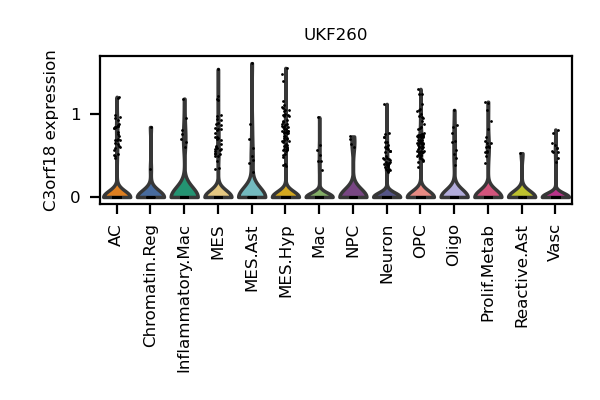 UKF260
C3orf18 expression
1
0
AC
Chromatin.Reg
Inflammatory.Mac
MES
MES.Ast
MES.Hyp
Mac
NPC
Neuron
OPC
Oligo
Prolif.Metab
Reactive.Ast
Vasc